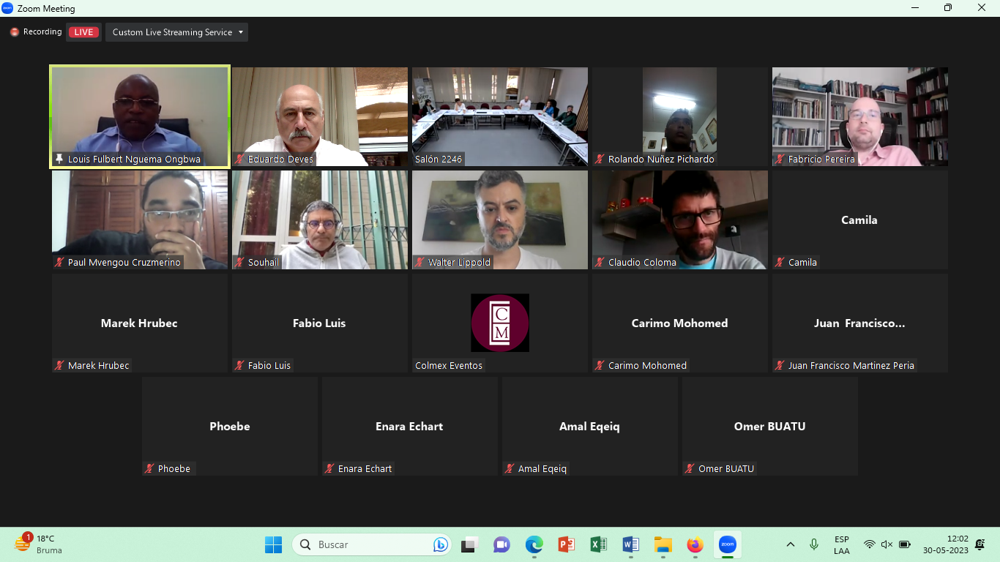 Zoom Meeting
Recording
LIVE
Custom Live Streaming Service
Louis Fulbert Nguema Ongbwa
Eduardo Deves
Salón 2246
Rolando Nuñez Pichardo
Fabricio Pereira
Paul Mvengou Cruzmerino
Souhail
Walter Lippold
Claudio Coloma
Camila
Camila
Marek Hrubec
Marek Hrubec
Fabio Luis
Fabio Luis
C
M
Colmex Eventos
Carimo Mohomed
Carimo Mohomed
Juan Francisco...
Juan Francisco Martinez Peria
Phoebe
Phoebe
Enara Echart
Enara Echart
Amal Eqeiq
Amal Eqeiq
Omer BUATU
Omer BUATU
1
18°C
Bruma
Buscar
zoom
ESP
LAA
12:02
30-05-2023